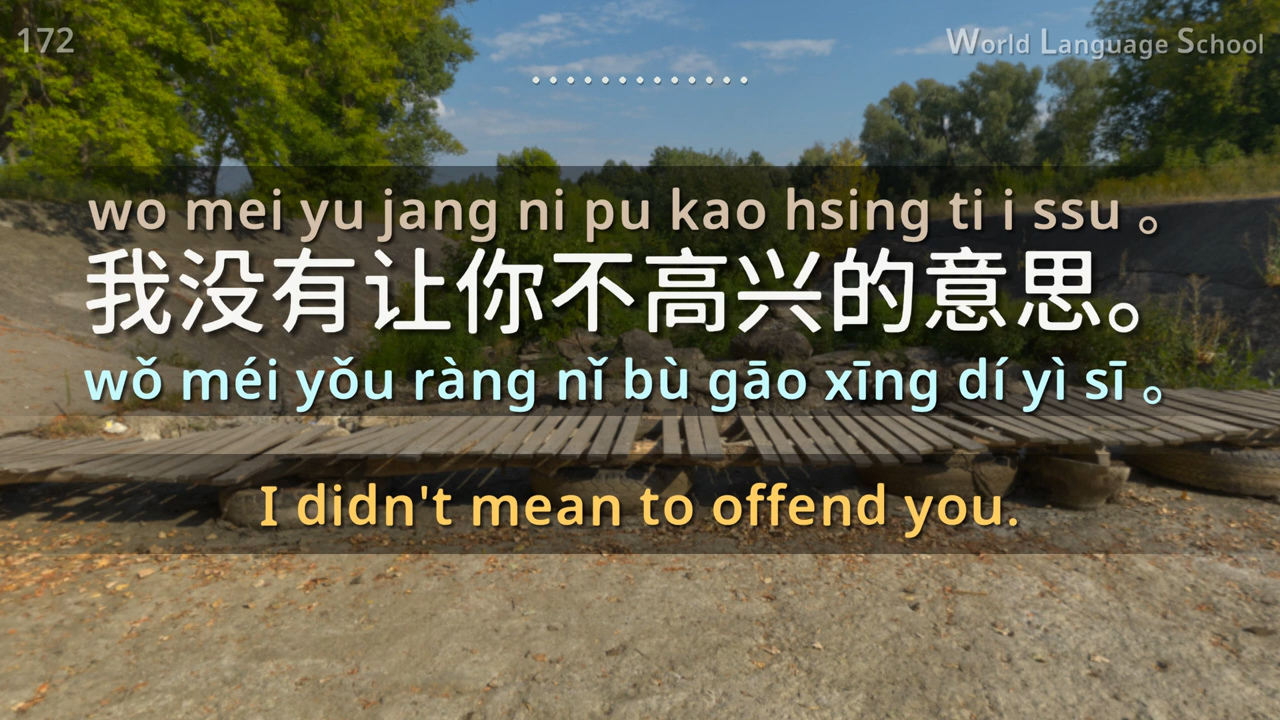 172
World Language School
wo mei yu jang ni pu kao hsing ti i ssu 。
我没有让你不高兴的意思。
wǒ méi yǒu ràng nǐ bù gāo xīng dí yì sī 。
I didn't mean to offend you.